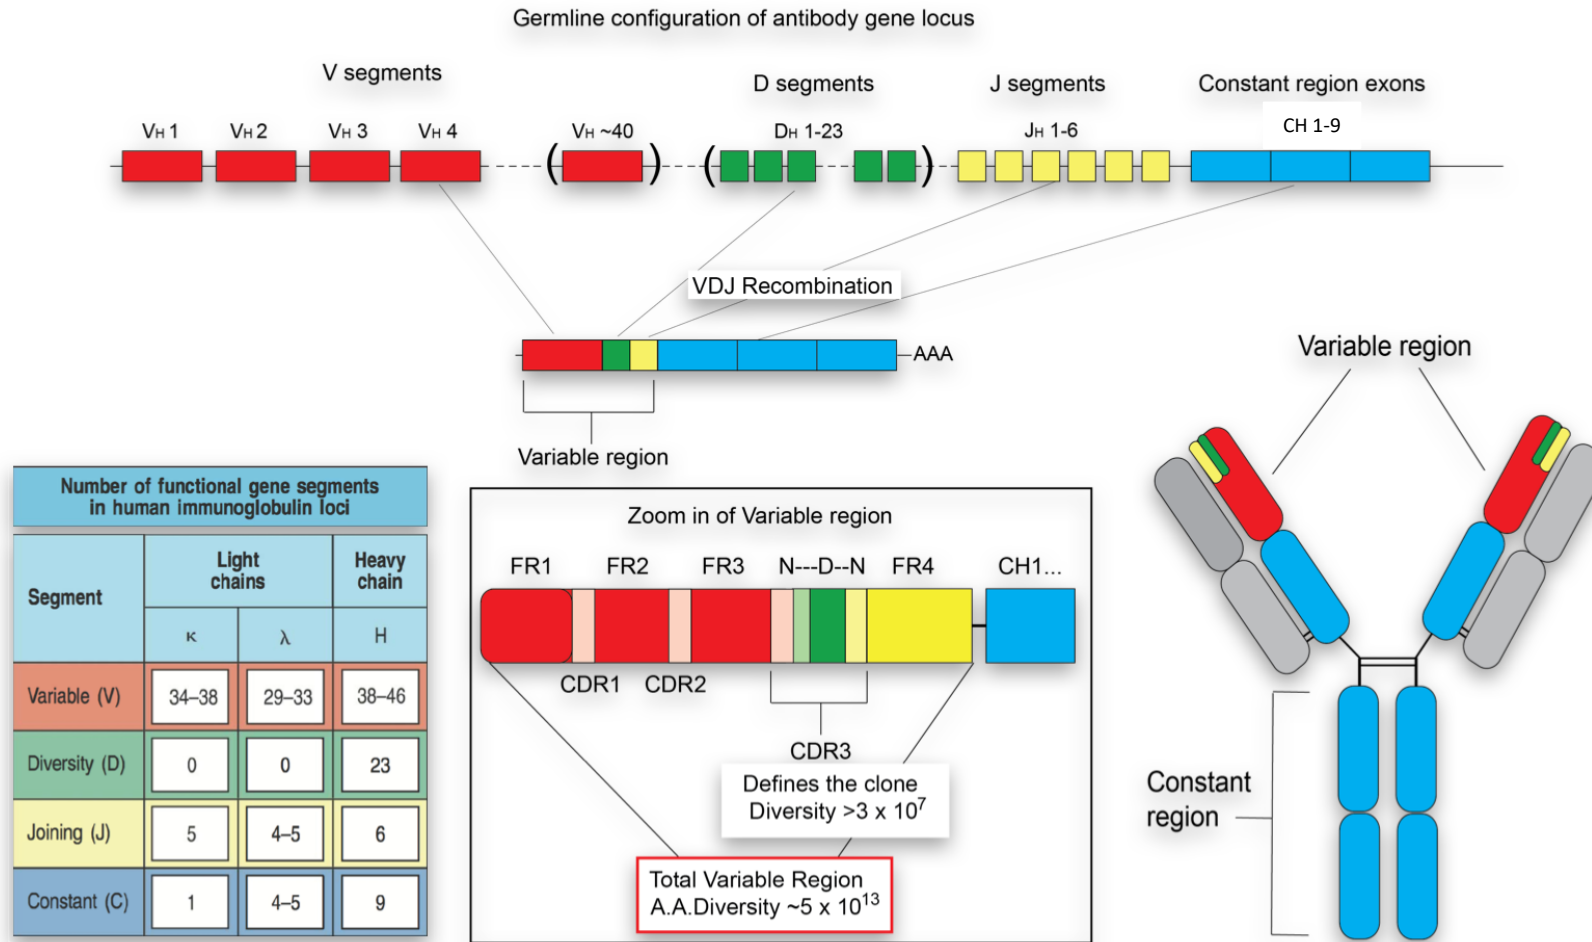 Germline configuration of antibody gene locus
V segments
D segments
J segments
Constant region exons
VH 1
VH 2
VH 3
VH 4
VH ~40
DH 1-23
JH 1-6
CH 1-9
VDJ Recombination
AAA
Variable region
Number of functional gene segments
in human immunoglobulin loci
Segment
Light
chains
Heavy
chain
κ
λ
H
Variable (V)
34–38
29–33
38–46
Diversity (D)
0
0
23
Joining (J)
5
4–5
6
Constant (C)
1
4–5
9
Zoom in of Variable region
FR1
FR2
FR3
N---D--N
FR4
CH1...
CDR1
CDR2
CDR3
Defines the clone
Diversity >3 x 10⁷
Total Variable Region
A.A.Diversity ~5 x 10¹³
Variable region
Constant
region